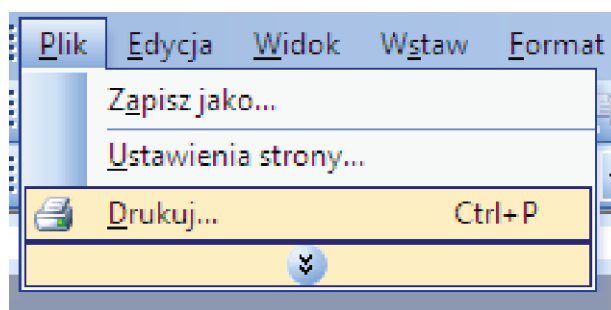 Plik Edycja Widok Wstaw Format
Zapisz jako...
Ustawienia strony...
Drukuj... Ctrl+P